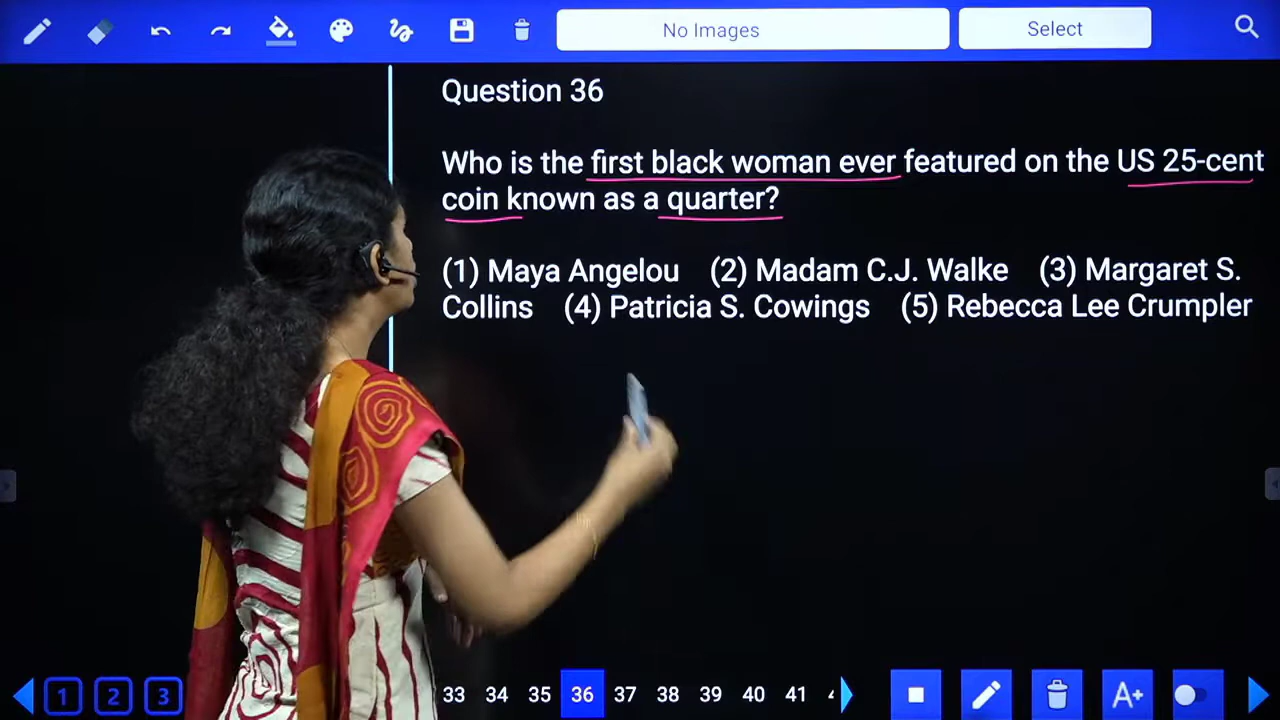 No Images
Select
Question 36
Who is the first black woman ever featured on the US 25-cent
coin known as a quarter?
(1) Maya Angelou (2) Madam C.J. Walke (3) Margaret S.
Collins (4) Patricia S. Cowings (5) Rebecca Lee Crumpler
1 2 3 33 34 35 36 37 38 39 40 41 A+